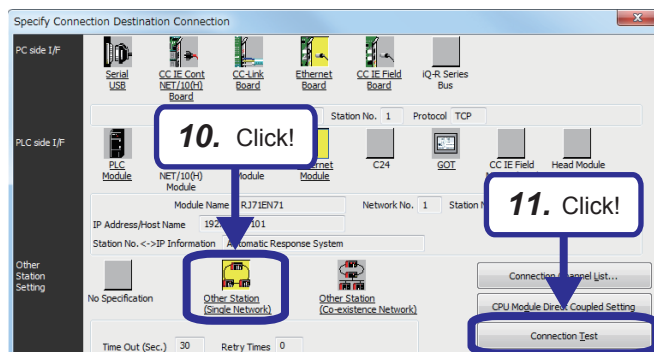 Specify Connection Destination Connection
PC side I/F
Serial
USB
CC IE Cont
NET/10(H)
Board
CC-Link
Board
Ethernet
Board
CC IE Field
Board
iQ-R Series
Bus
Station No. 1 Protocol TCP
10. Click!
PLC side I/F
PLC
Module
NET/10(H)
Module
Module
Module
C24
GOT
CC IE Field
Head Module
11. Click!
Module Name RJ71EN71 Network No. 1 Station
IP Address/Host Name 192. 101
Station No.<->IP Information Automatic Response System
Other
Station
Setting
No Specification
Other Station
(Single Network)
Other Station
(Co-existence Network)
Connection Channel List...
CPU Module Direct Coupled Setting
Connection Test
Time Out (Sec.) 30 Retry Times 0